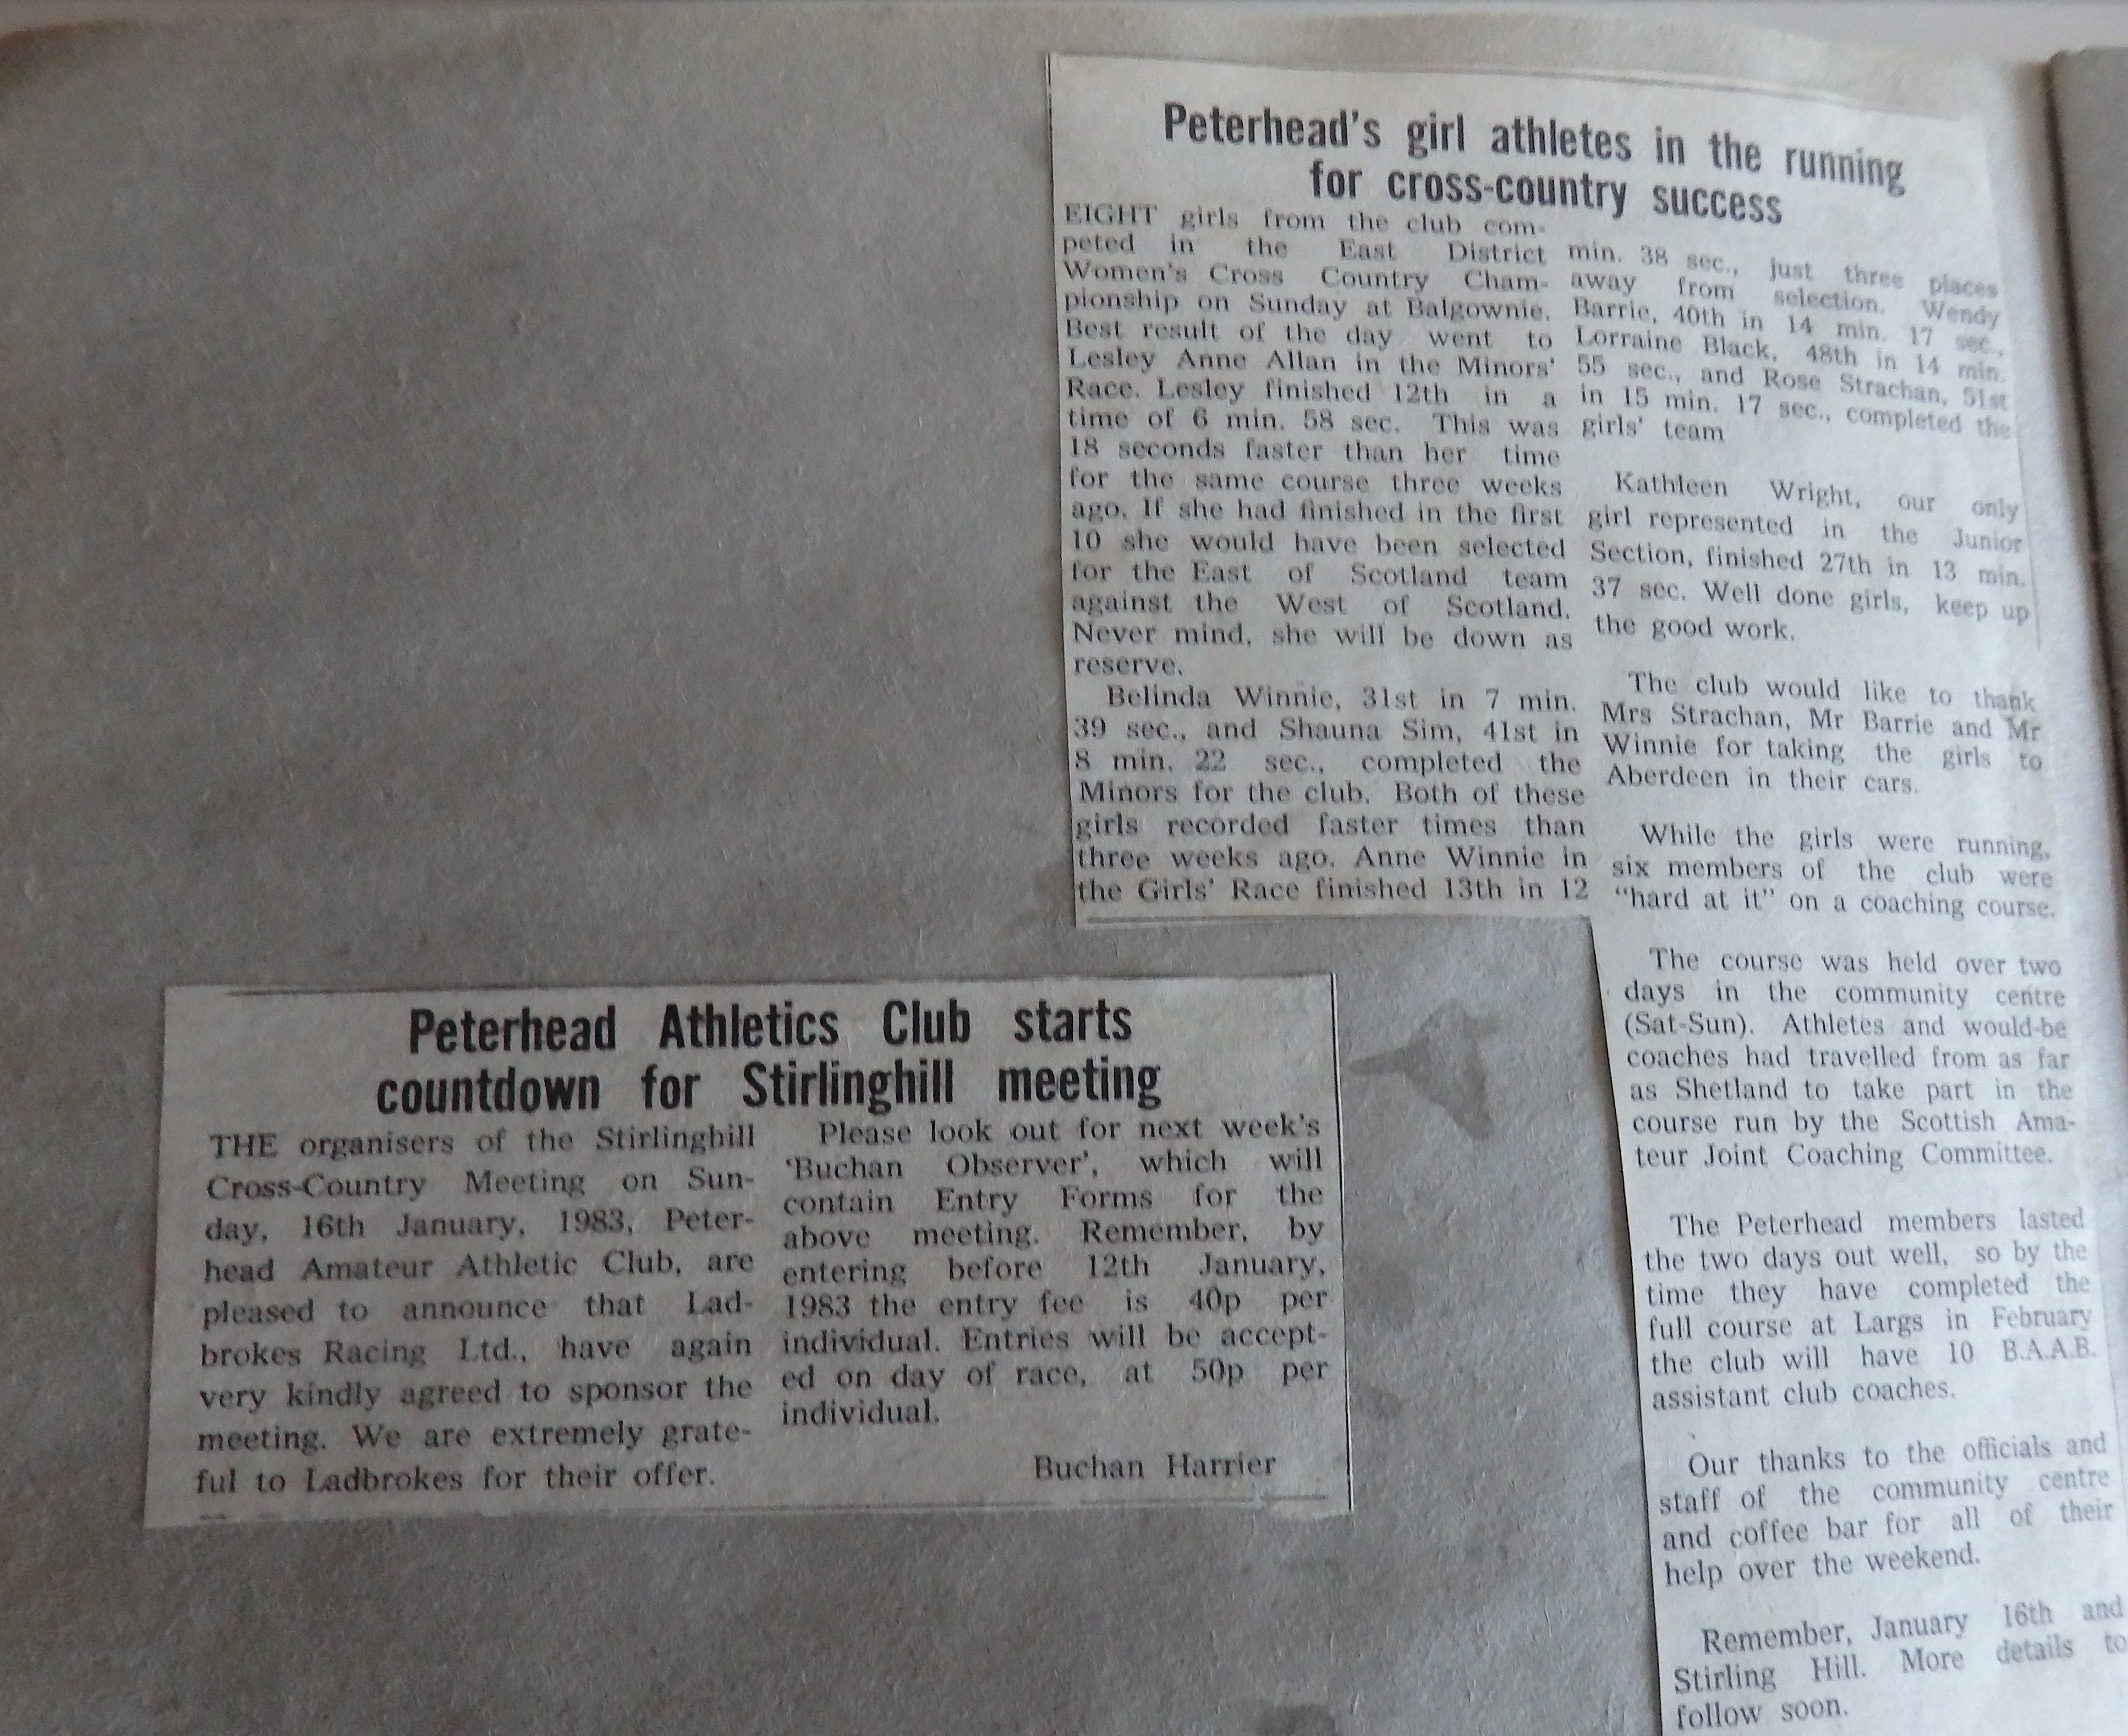 Peterhead's girl athletes in the running
for cross-country success
EIGHT girls from the club com-
peted in the East District
Women's Cross Country Cham-
pionship on Sunday at Balgownie.
Best result of the day went to
Lesley Anne Allan in the Minors'
Race. Lesley finished 12th in a
time of 6 min. 58 sec. This was
18 seconds faster than her time
for the same course three weeks
ago. If she had finished in the first
10 she would have been selected
for the East of Scotland team
against the West of Scotland.
Never mind, she will be down as
reserve.
Belinda Winnie, 31st in 7 min.
39 sec., and Shauna Sim, 41st in
8 min. 22 sec., completed the
Minors for the club. Both of these
girls recorded faster times than
three weeks ago. Anne Winnie in
the Girls' Race finished 13th in 12
min. 38 sec., just three places
away from selection. Wendy
Barrie, 40th in 14 min. 17 sec.,
Lorraine Black, 48th in 14 min.
55 sec., and Rose Strachan, 51st
in 15 min. 17 sec., completed the
girls' team
Kathleen Wright, our only
girl represented in the Junior
Section, finished 27th in 13 min.
37 sec. Well done girls, keep up
the good work.
The club would like to thank
Mrs Strachan, Mr Barrie and Mr
Winnie for taking the girls to
Aberdeen in their cars.
While the girls were running,
six members of the club were
"hard at it" on a coaching course.
The course was held over two
days in the community centre
(Sat-Sun). Athletes and would-be
coaches had travelled from as far
as Shetland to take part in the
course run by the Scottish Ama-
teur Joint Coaching Committee.
The Peterhead members lasted
the two days out well, so by the
time they have completed the
full course at Largs in February
the club will have 10 B.A.A.B.
assistant club coaches.
Our thanks to the officials and
staff of the community centre
and coffee bar for all of their
help over the weekend.
Remember, January 16th and
Stirling Hill. More details to
follow soon.
Peterhead Athletics Club starts
countdown for Stirlinghill meeting
THE organisers of the Stirlinghill
Cross-Country Meeting on Sun-
day, 16th January, 1983, Peter-
head Amateur Athletic Club, are
pleased to announce that Lad-
brokes Racing Ltd., have again
very kindly agreed to sponsor the
meeting. We are extremely grate-
ful to Ladbrokes for their offer.
Please look out for next week's
'Buchan Observer', which will
contain Entry Forms for the
above meeting. Remember, by
entering before 12th January,
1983 the entry fee is 40p per
individual. Entries will be accept-
ed on day of race, at 50p per
individual.
Buchan Harrier